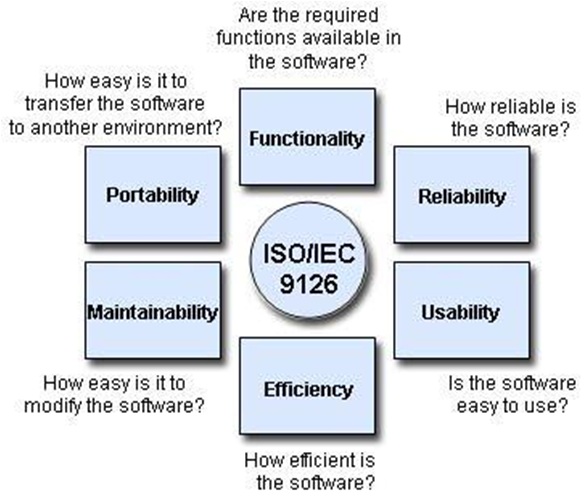 Are the required
functions available in
the software?
Functionality
How easy is it to
transfer the software
to another environment?
Portability
How reliable is
the software?
Reliability
ISO/IEC
9126
Maintainability
How easy is it to
modify the software?
Usability
Is the software
easy to use?
Efficiency
How efficient is
the software?